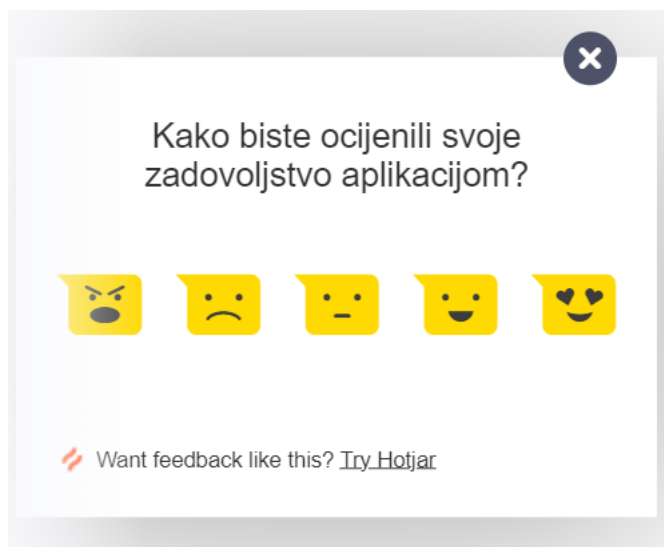 Kako biste ocijenili svoje
zadovoljstvo aplikacijom?
Want feedback like this? Try Hotjar